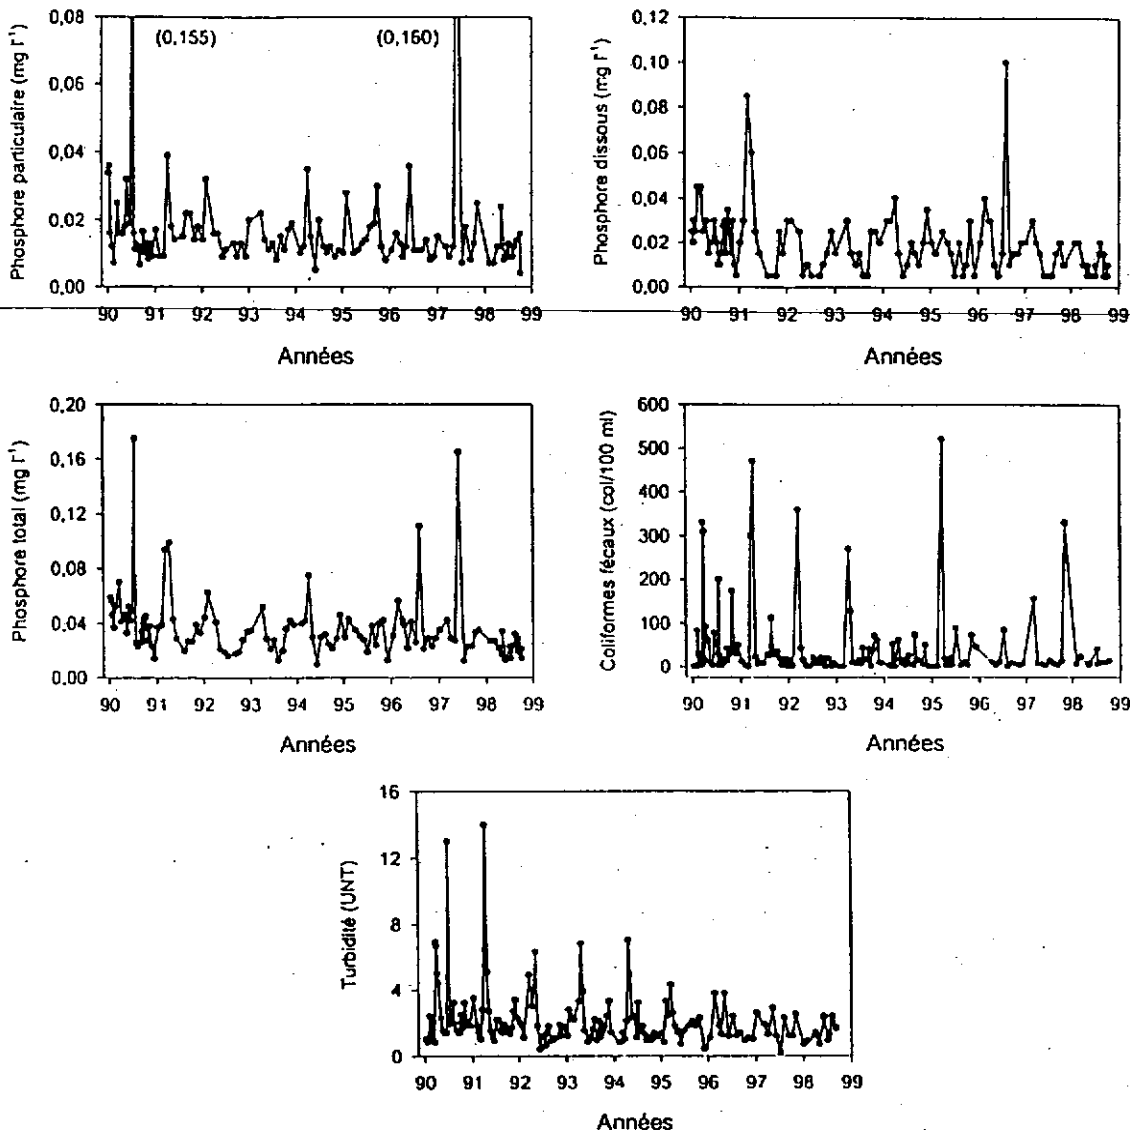 Phosphore particulaire (mg l⁻¹)
0,08
0,06
0,04
0,02
0,00
(0,155)
(0,160)
90 91 92 93 94 95 96 97 98 99
Années
Phosphore dissous (mg l⁻¹)
0,12
0,10
0,08
0,06
0,04
0,02
0,00
90 91 92 93 94 95 96 97 98 99
Années
Phosphore total (mg l⁻¹)
0,20
0,16
0,12
0,08
0,04
0,00
90 91 92 93 94 95 96 97 98 99
Années
Coliformes fécaux (col/100 ml)
600
500
400
300
200
100
0
90 91 92 93 94 95 96 97 98 99
Années
Turbidité (UNT)
16
12
8
4
0
90 91 92 93 94 95 96 97 98 99
Années